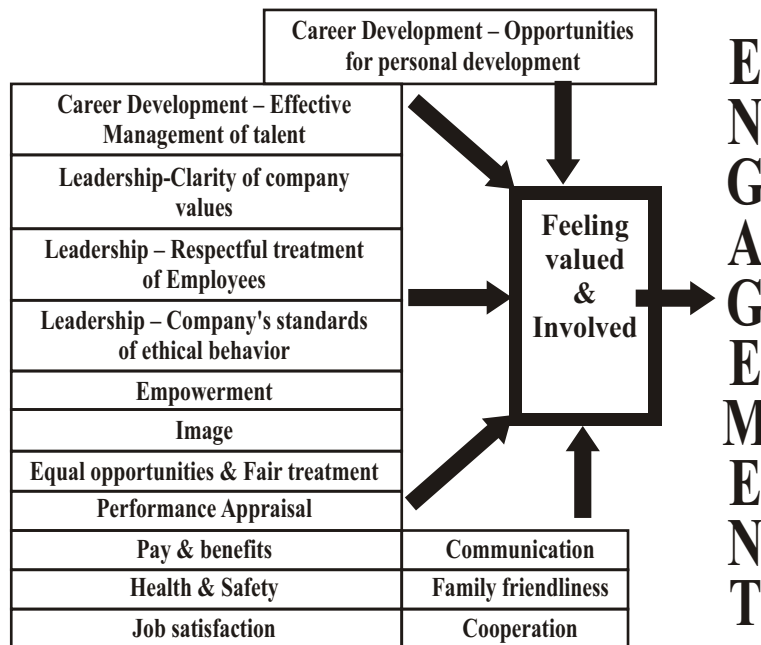 Career Development – Opportunities
for personal development
Career Development – Effective
Management of talent
Leadership-Clarity of company
values
Leadership – Respectful treatment
of Employees
Leadership – Company's standards
of ethical behavior
Empowerment
Image
Equal opportunities & Fair treatment
Performance Appraisal
Pay & benefits
Health & Safety
Job satisfaction
Communication
Family friendliness
Cooperation
Feeling
valued
&
Involved
ENGAGEMENT